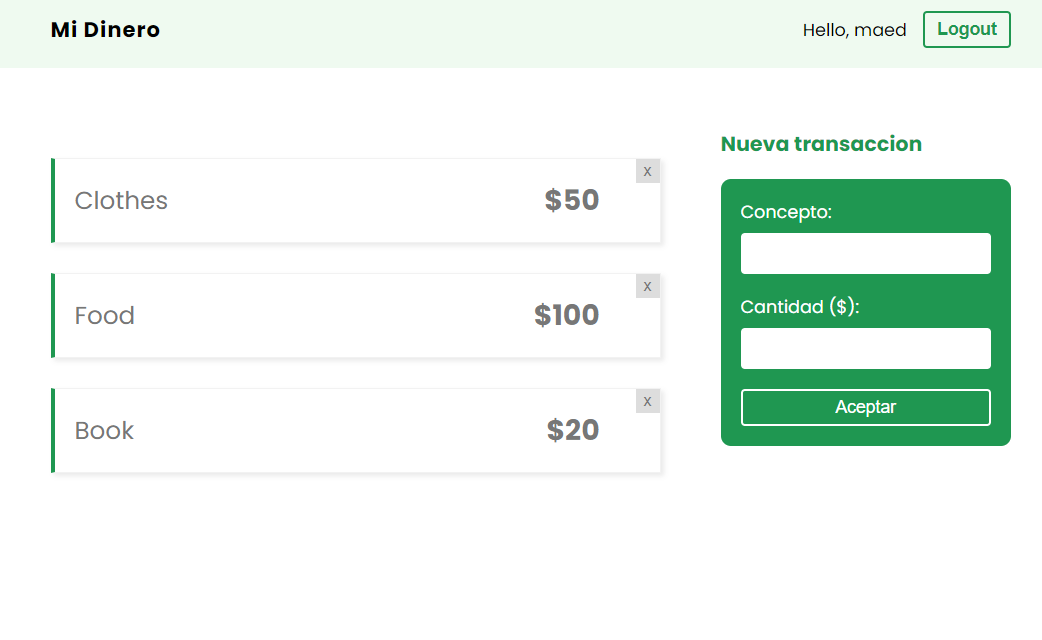 Mi Dinero
Hello, maed
Logout
Clothes
$50
x
Food
$100
x
Book
$20
x
Nueva transaccion
Concepto:
Cantidad ($):
Aceptar